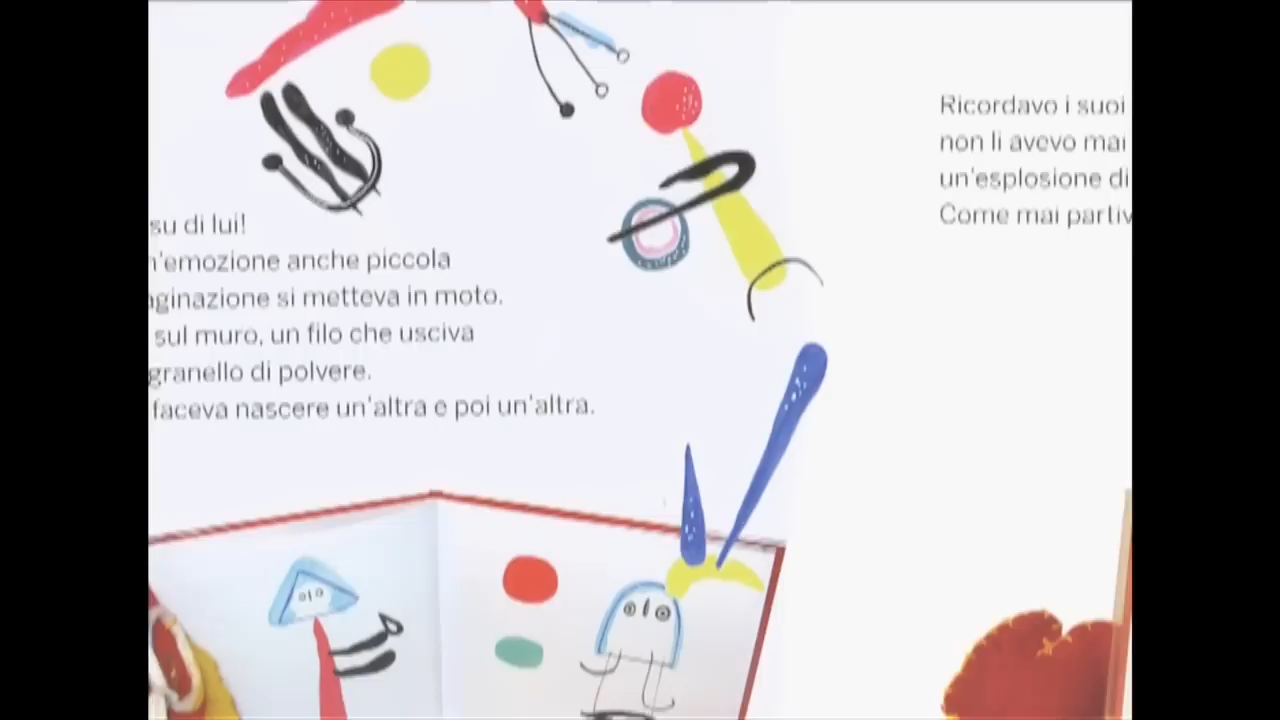 su di lui!
n'emozione anche piccola
aginazione si metteva in moto.
sul muro, un filo che usciva
granello di polvere.
faceva nascere un'altra e poi un'altra.
Ricordavo i suoi
non li avevo mai
un'esplosione di
Come mai partiv